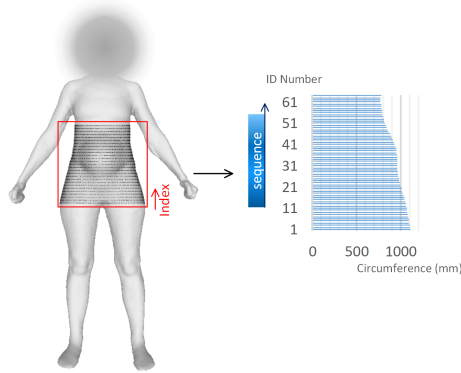 ID Number
61
51
41
31
21
11
1
sequence
Index
0 500 1000
Circumference (mm)